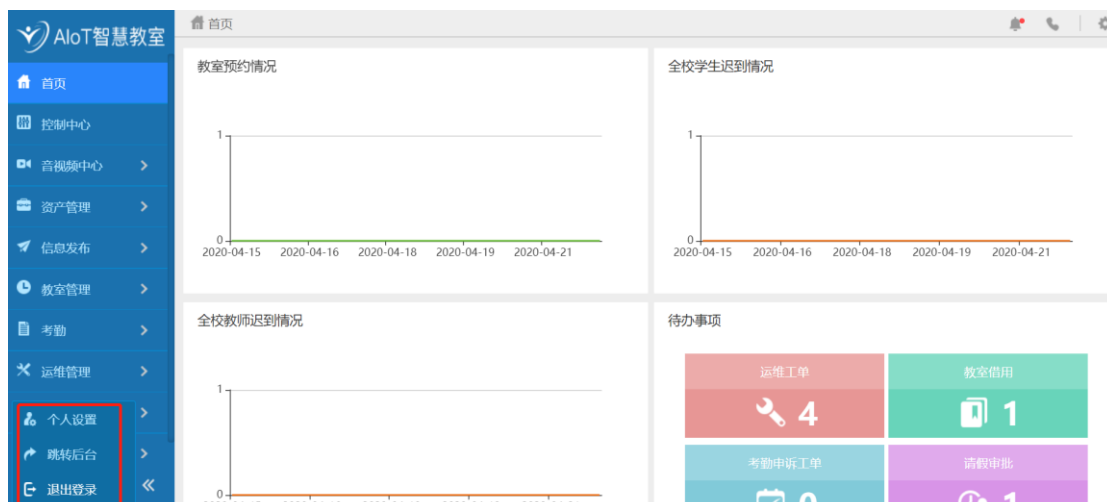 AIoT智慧教室
首页
首页
控制中心
音视频中心
资产管理
信息发布
教室管理
考勤
运维管理
个人设置
跳转后台
退出登录
教室预约情况
1
0
2020-04-15 2020-04-16 2020-04-18 2020-04-19 2020-04-21
全校学生迟到情况
1
0
2020-04-15 2020-04-16 2020-04-18 2020-04-19 2020-04-21
全校教师迟到情况
1
0
待办事项
运维工单
4
教室借用
1
考勤申诉工单
请假审批